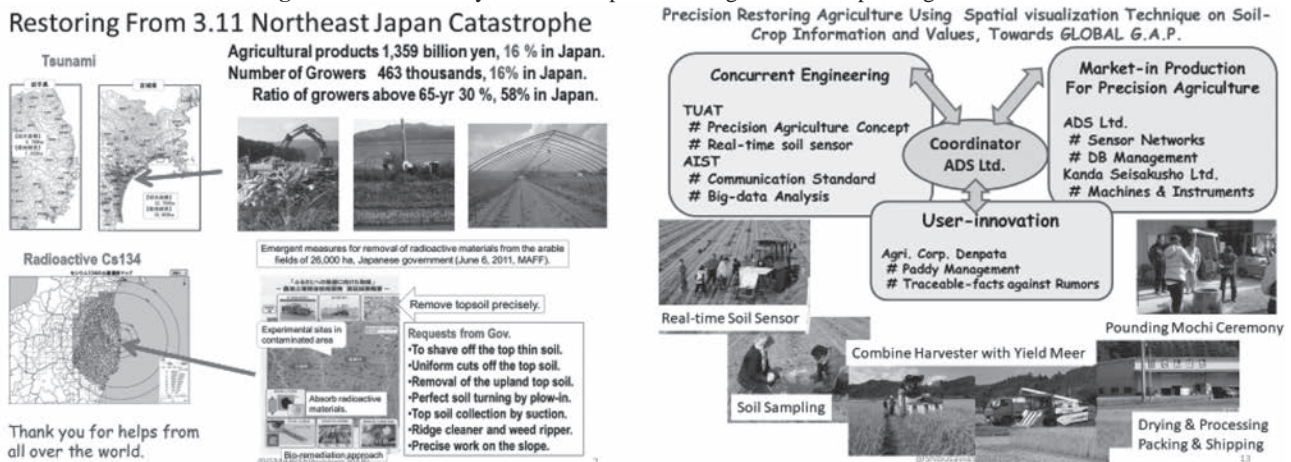 Restoring From 3.11 Northeast Japan Catastrophe
Tsunami
Agricultural products 1,359 billion yen, 16 % in Japan.
Number of Growers 463 thousands, 16% in Japan.
Ratio of growers above 65-yr 30 %, 58% in Japan.
岩手県
宮城県
Radioactive Cs134
Emergent measures for removal of radioactive materials from the arable
fields of 26,000 ha, Japanese government (June 6, 2011, MAFF).
Remove topsoil precisely.
Experimental sites in
contaminated area
Absorb radioactive
materials.
Bio-remediation approach
Requests from Gov.
•To shave off the top thin soil.
•Uniform cuts off the top soil.
•Removal of the upland top soil.
•Perfect soil turning by plow-in.
•Top soil collection by suction.
•Ridge cleaner and weed ripper.
•Precise work on the slope.
Thank you for helps from
all over the world.
Precision Restoring Agriculture Using Spatial visualization Technique on Soil-
Crop Information and Values, Towards GLOBAL G.A.P.
Concurrent Engineering
TUAT
# Precision Agriculture Concept
# Real-time soil sensor
AIST
# Communication Standard
# Big-data Analysis
Coordinator
ADS Ltd.
Market-in Production
For Precision Agriculture
ADS Ltd.
# Sensor Networks
# DB Management
Kanda Seisakusho Ltd.
# Machines & Instruments
User-innovation
Agri. Corp. Denpata
# Paddy Management
# Traceable-facts against Rumors
Real-time Soil Sensor
Pounding Mochi Ceremony
Combine Harvester with Yield Meer
Soil Sampling
Drying & Processing
Packing & Shipping
13